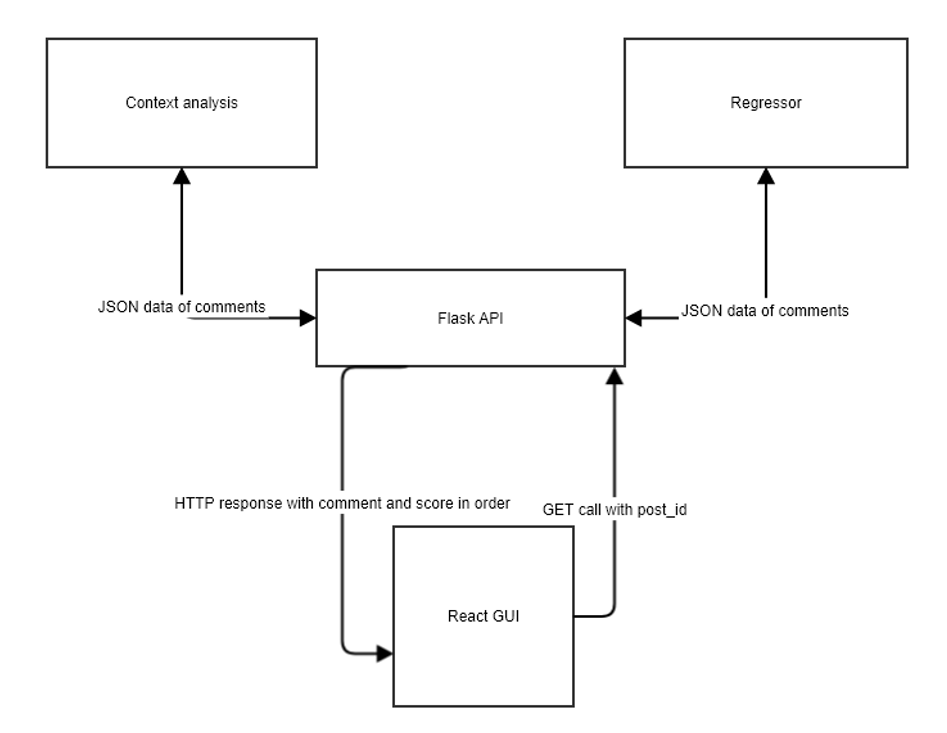 Context analysis
Regressor
JSON data of comments
JSON data of comments
Flask API
HTTP response with comment and score in order
GET call with post_id
React GUI